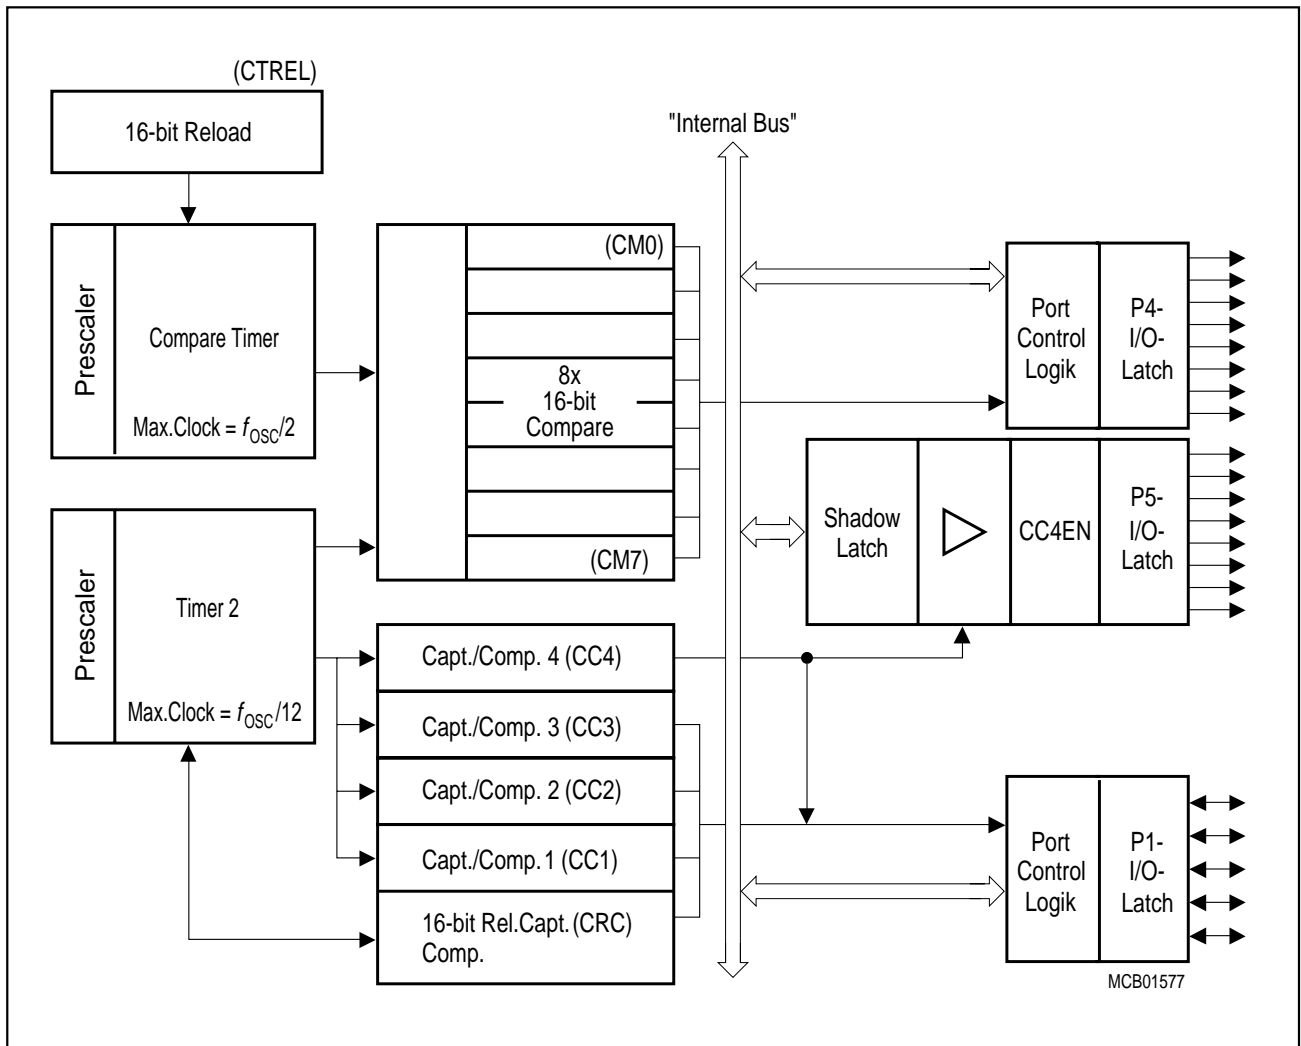 (CTREL)
16-bit Reload
"Internal Bus"
Prescaler
Compare Timer
Max.Clock = fOSC/2
(CM0)
8x
16-bit
Compare
(CM7)
Port
Control
Logik
P4-
I/O-
Latch
Shadow
Latch
CC4EN
P5-
I/O-
Latch
Prescaler
Timer 2
Max.Clock = fOSC/12
Capt./Comp. 4 (CC4)
Capt./Comp. 3 (CC3)
Capt./Comp. 2 (CC2)
Capt./Comp. 1 (CC1)
16-bit Rel.Capt. (CRC)
Comp.
Port
Control
Logik
P1-
I/O-
Latch
MCB01577